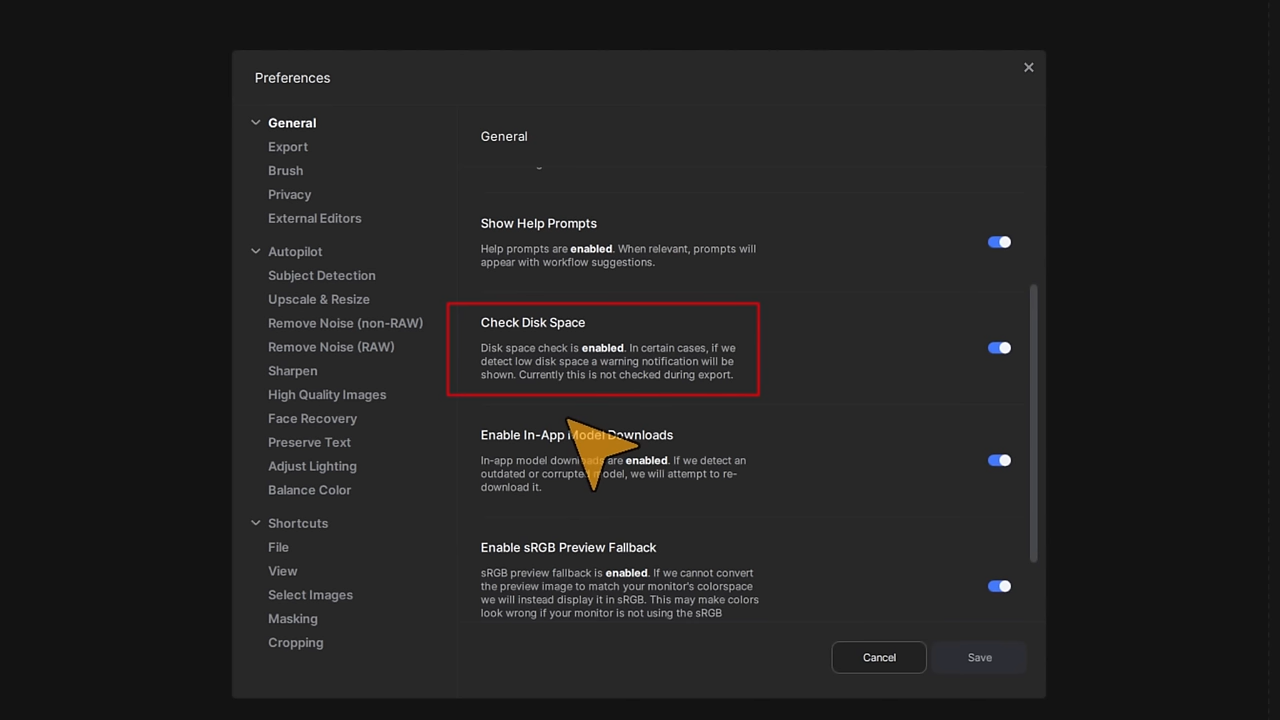 Preferences
General
Export
Brush
Privacy
External Editors
Autopilot
Subject Detection
Upscale & Resize
Remove Noise (non-RAW)
Remove Noise (RAW)
Sharpen
High Quality Images
Face Recovery
Preserve Text
Adjust Lighting
Balance Color
Shortcuts
File
View
Select Images
Masking
Cropping
General
Show Help Prompts
Help prompts are enabled. When relevant, prompts will
appear with workflow suggestions.
Check Disk Space
Disk space check is enabled. In certain cases, if we
detect low disk space a warning notification will be
shown. Currently this is not checked during export.
Enable In-App Model Downloads
In-app model downloads are enabled. If we detect an
outdated or corrupted model, we will attempt to re-
download it.
Enable sRGB Preview Fallback
sRGB preview fallback is enabled. If we cannot convert
the preview image to match your monitor's colorspace
we will instead display it in sRGB. This may make colors
look wrong if your monitor is not using the sRGB
Cancel
Save